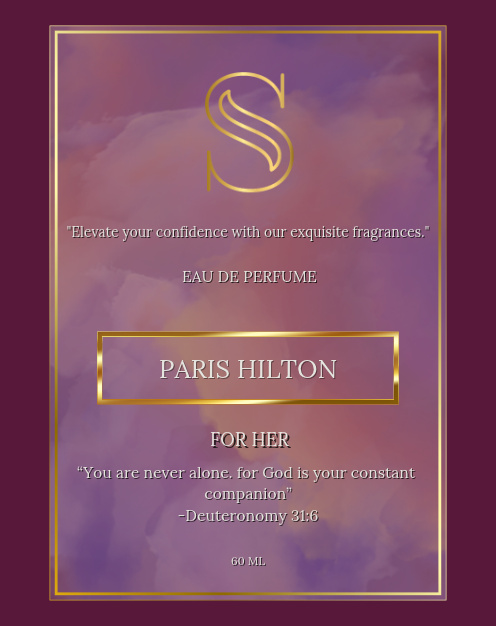 S
"Elevate your confidence with our exquisite fragrances."
EAU DE PERFUME
PARIS HILTON
FOR HER
“You are never alone. for God is your constant
companion”
-Deuteronomy 31:6
60 ML